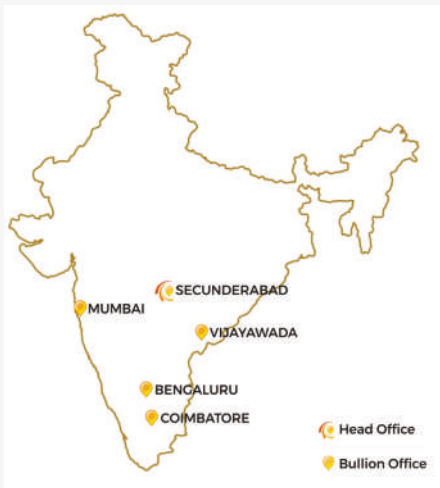 SECUNDERABAD
MUMBAI
VIJAYAWADA
BENGALURU
COIMBATORE
Head Office
Bullion Office